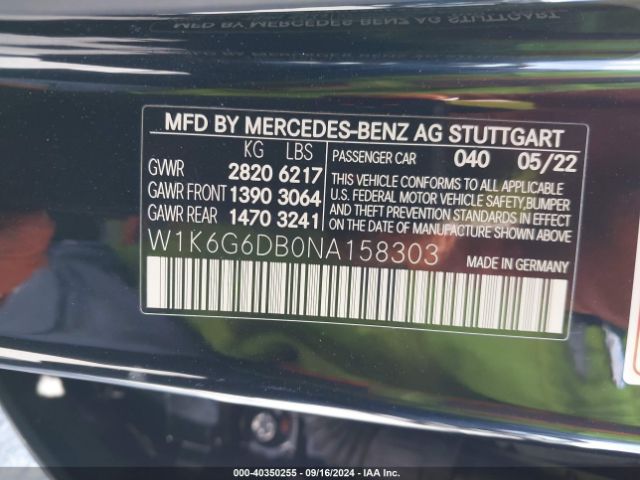 MFD BY MERCEDES-BENZ AG STUTTGART
KG LBS
GVWR 2820 6217
GAWR FRONT 1390 3064
GAWR REAR 1470 3241
PASSENGER CAR 040 05/22
THIS VEHICLE CONFORMS TO ALL APPLICABLE
U.S. FEDERAL MOTOR VEHICLE SAFETY,BUMPER
AND THEFT PREVENTION STANDARDS IN EFFECT
ON THE DATE OF MANUFACTURE SHOWN ABOVE.
W1K6G6DB0NA158303
MADE IN GERMANY
000-40350255 - 09/16/2024 - IAA Inc.